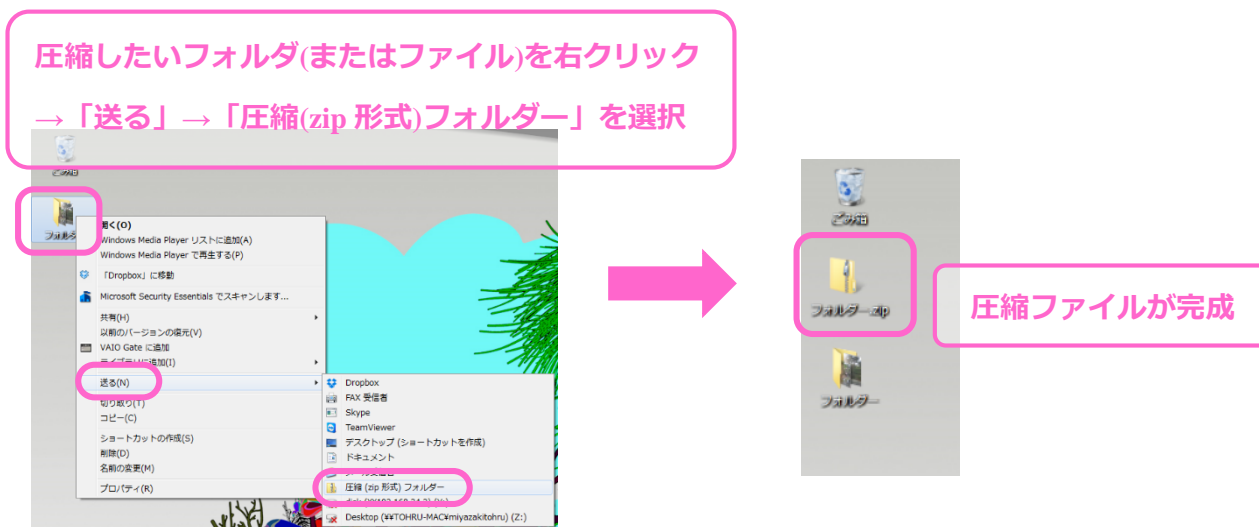 圧縮したいフォルダ(またはファイル)を右クリック
→「送る」→「圧縮(zip 形式)フォルダー」を選択
ごみ箱
フォルダ
開く(O)
Windows Media Player リストに追加(A)
Windows Media Player で再生する(P)
「Dropbox」に移動
Microsoft Security Essentials でスキャンします...
共有(H)
以前のバージョンの復元(V)
VAIO Gate に追加
ライブラリに追加(I)
送る(N)
切り取り(T)
コピー(C)
ショートカットの作成(S)
削除(D)
名前の変更(M)
プロパティ(R)
Dropbox
FAX 受信者
Skype
TeamViewer
デスクトップ (ショートカットを作成)
ドキュメント
圧縮 (zip 形式) フォルダー
Desktop (¥¥TOHRU-MAC¥miyazakitohru) (Z:)
ごみ箱
フォルダー.zip
フォルダー
圧縮ファイルが完成